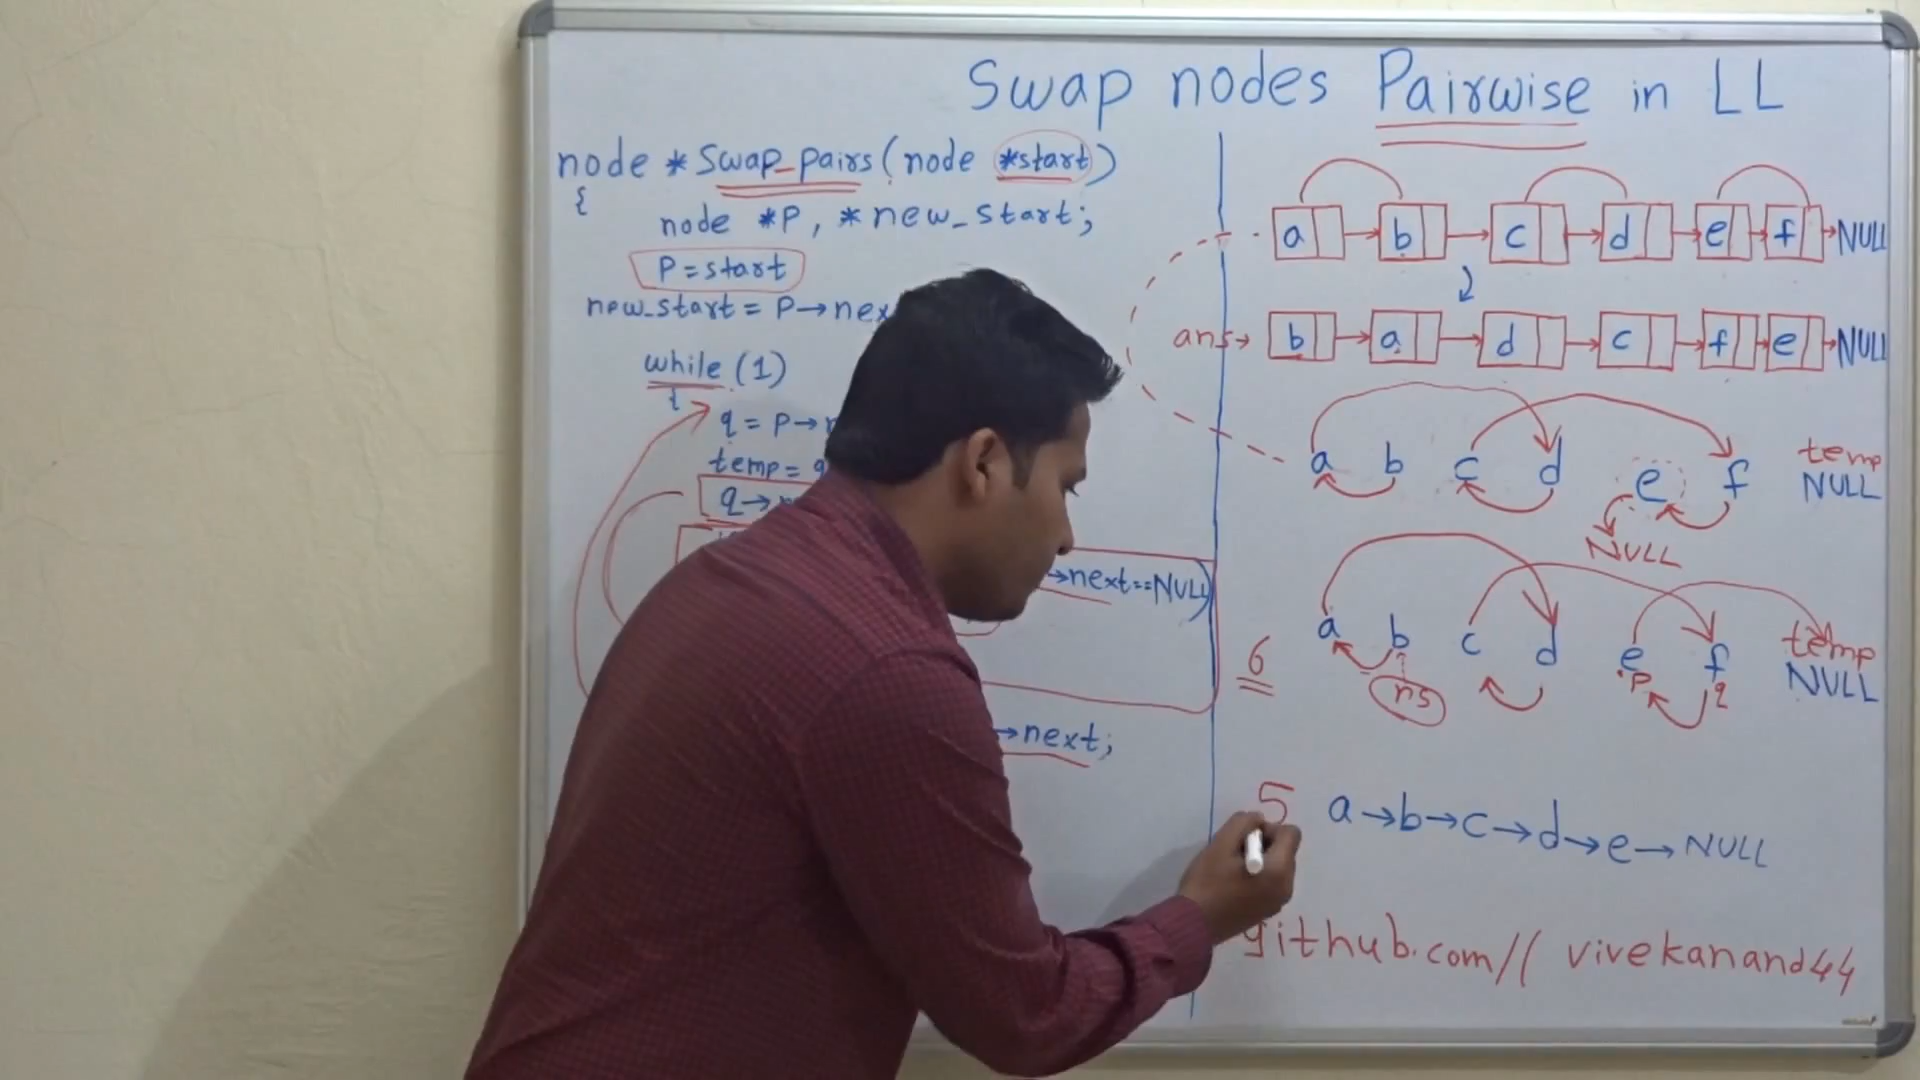 Swap nodes Pairwise in LL
node * Swap_pairs (node *start)
{
node *P, *new_start;
P = start
new_start = P→nex
while (1)
{
q = P→
temp = q
q→
→next==NULL)
→next;
a b c d e f NULL
ans→ b a d c f e NULL
a b c d e f temp
NULL
NULL
6 a b c d e f temp
NULL
ns P q
5 a→b→c→d→e→NULL
github.com// vivekanand44